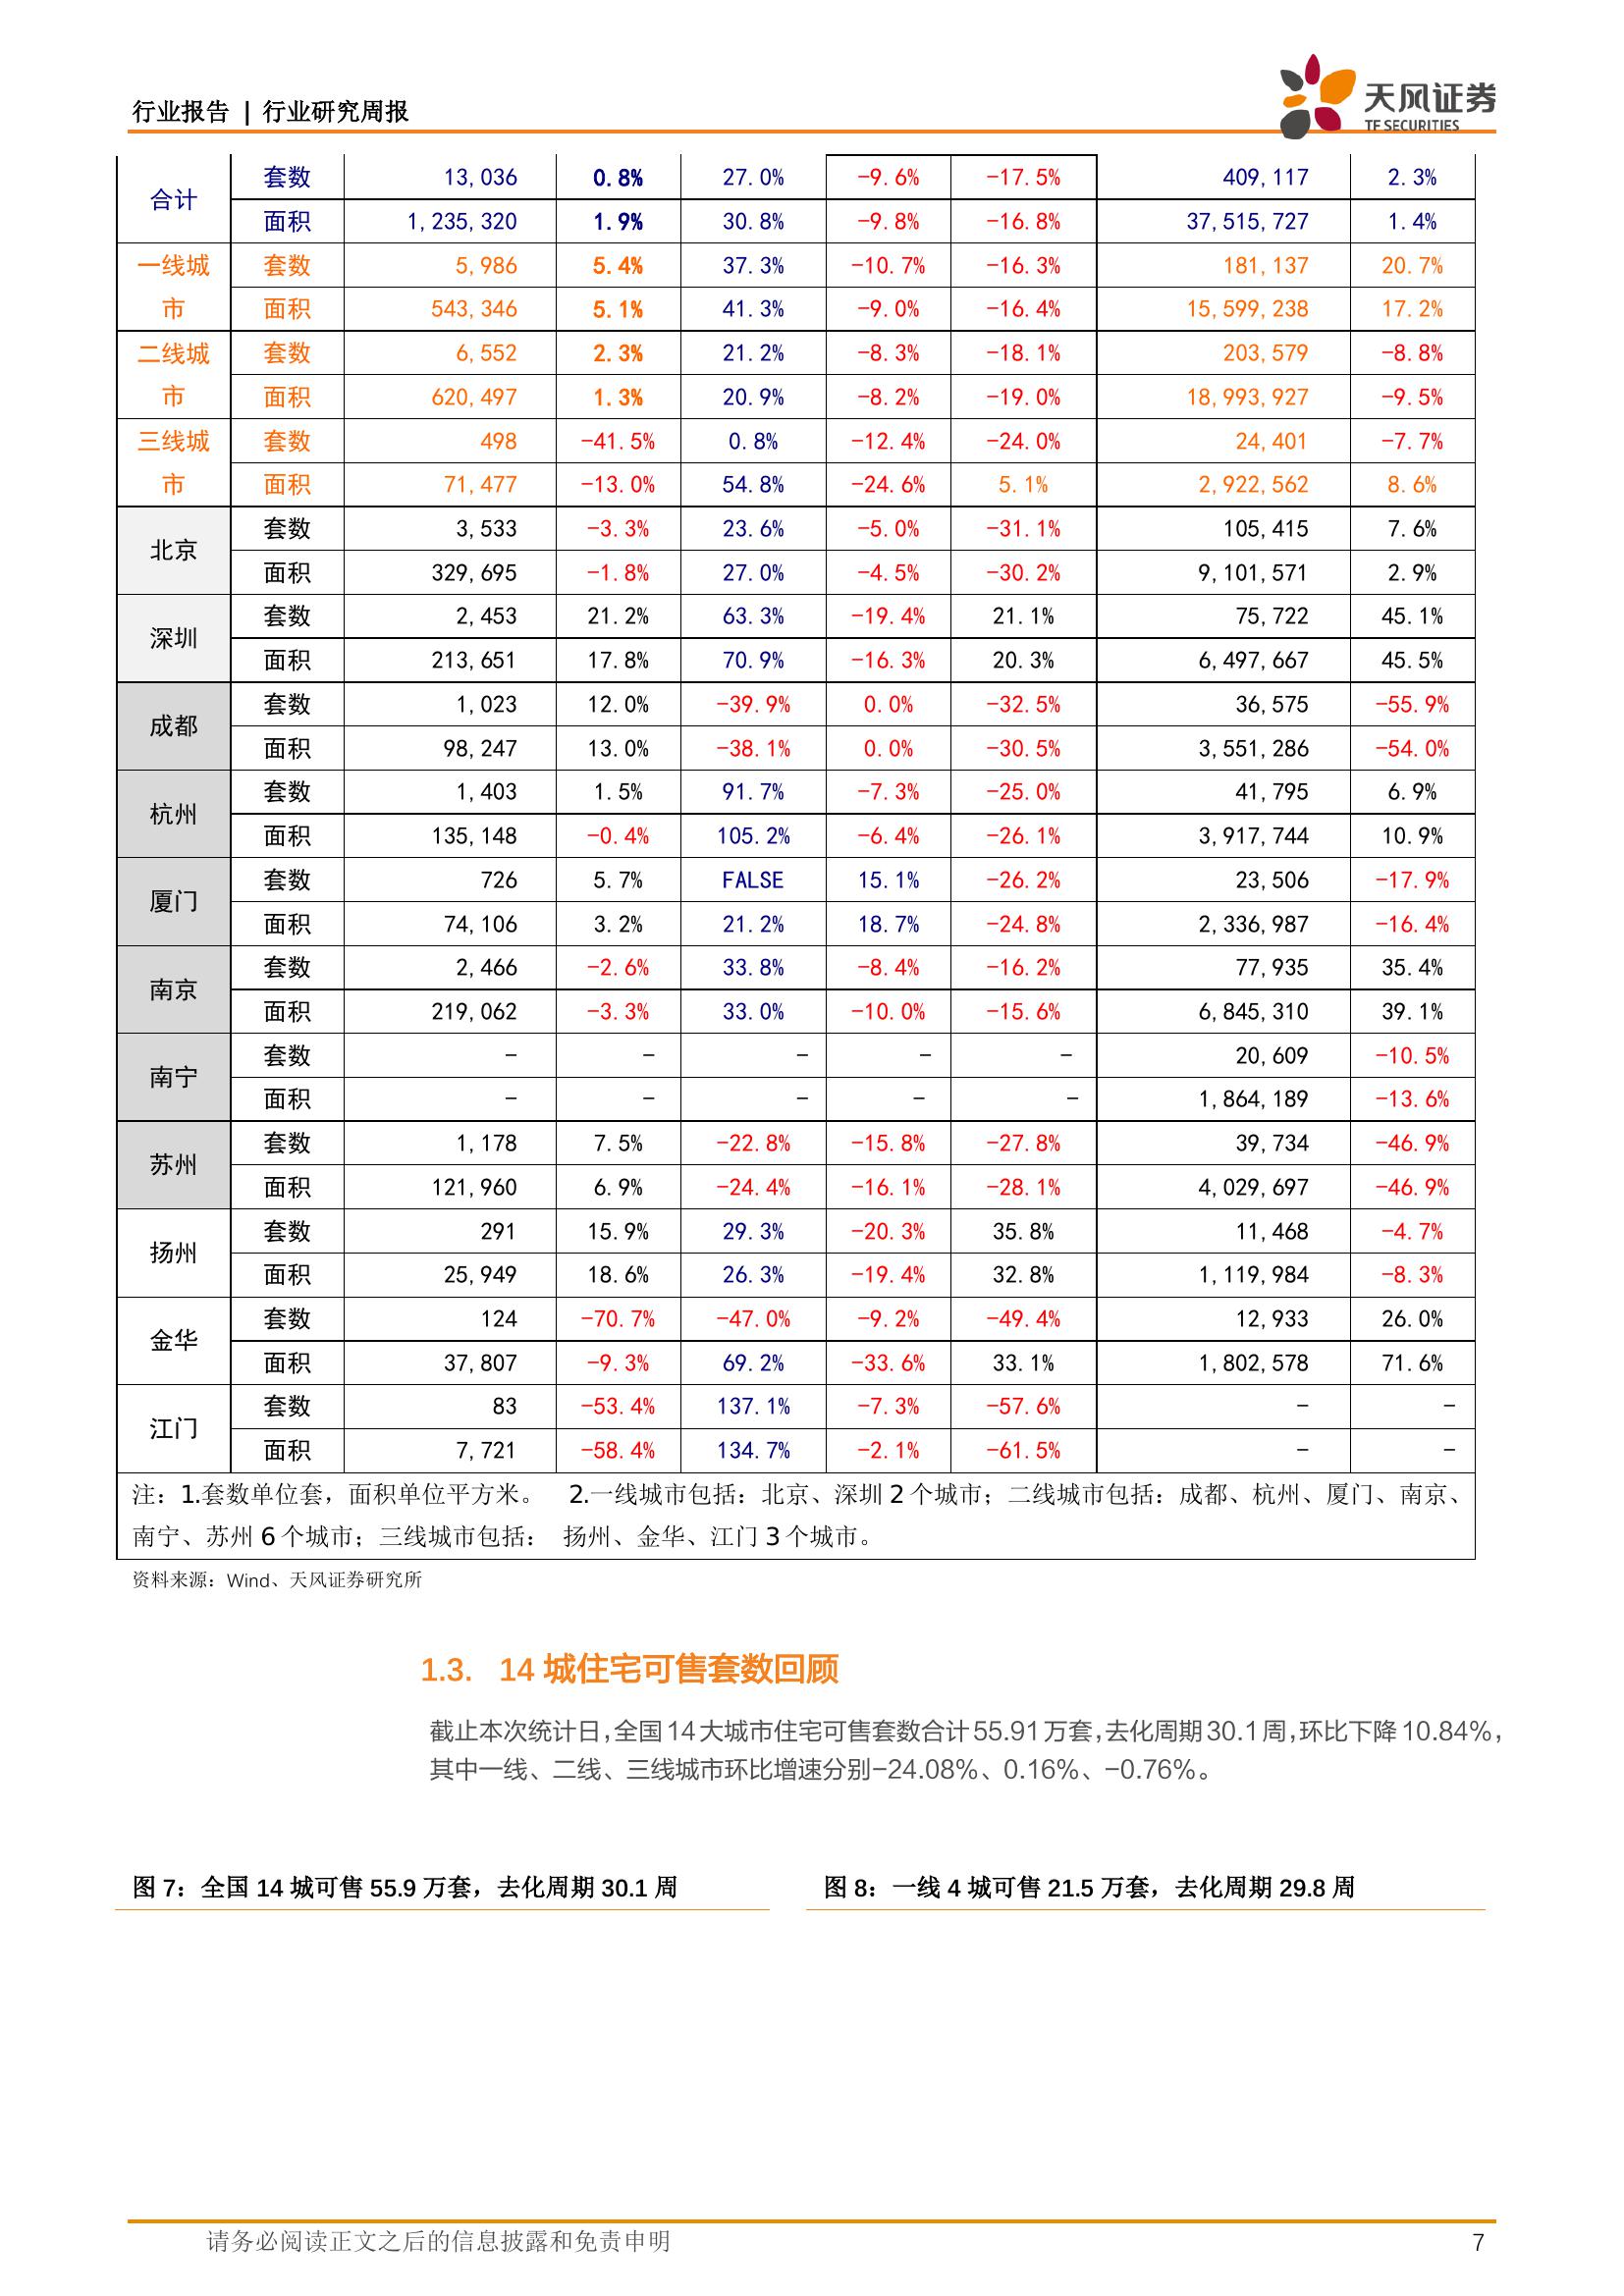 行业报告 | 行业研究周报
天风证券
TF SECURITIES
合计 套数 13,036 0.8% 27.0% -9.6% -17.5% 409,117 2.3%
面积 1,235,320 1.9% 30.8% -9.8% -16.8% 37,515,727 1.4%
一线城市 套数 5,986 5.4% 37.3% -10.7% -16.3% 181,137 20.7%
面积 543,346 5.1% 41.3% -9.0% -16.4% 15,599,238 17.2%
二线城市 套数 6,552 2.3% 21.2% -8.3% -18.1% 203,579 -8.8%
面积 620,497 1.3% 20.9% -8.2% -19.0% 18,993,927 -9.5%
三线城市 套数 498 -41.5% 0.8% -12.4% -24.0% 24,401 -7.7%
面积 71,477 -13.0% 54.8% -24.6% 5.1% 2,922,562 8.6%
北京 套数 3,533 -3.3% 23.6% -5.0% -31.1% 105,415 7.6%
面积 329,695 -1.8% 27.0% -4.5% -30.2% 9,101,571 2.9%
深圳 套数 2,453 21.2% 63.3% -19.4% 21.1% 75,722 45.1%
面积 213,651 17.8% 70.9% -16.3% 20.3% 6,497,667 45.5%
成都 套数 1,023 12.0% -39.9% 0.0% -32.5% 36,575 -55.9%
面积 98,247 13.0% -38.1% 0.0% -30.5% 3,551,286 -54.0%
杭州 套数 1,403 1.5% 91.7% -7.3% -25.0% 41,795 6.9%
面积 135,148 -0.4% 105.2% -6.4% -26.1% 3,917,744 10.9%
厦门 套数 726 5.7% FALSE 15.1% -26.2% 23,506 -17.9%
面积 74,106 3.2% 21.2% 18.7% -24.8% 2,336,987 -16.4%
南京 套数 2,466 -2.6% 33.8% -8.4% -16.2% 77,935 35.4%
面积 219,062 -3.3% 33.0% -10.0% -15.6% 6,845,310 39.1%
南宁 套数 - - - - - 20,609 -10.5%
面积 - - - - - 1,864,189 -13.6%
苏州 套数 1,178 7.5% -22.8% -15.8% -27.8% 39,734 -46.9%
面积 121,960 6.9% -24.4% -16.1% -28.1% 4,029,697 -46.9%
扬州 套数 291 15.9% 29.3% -20.3% 35.8% 11,468 -4.7%
面积 25,949 18.6% 26.3% -19.4% 32.8% 1,119,984 -8.3%
金华 套数 124 -70.7% -47.0% -9.2% -49.4% 12,933 26.0%
面积 37,807 -9.3% 69.2% -33.6% 33.1% 1,802,578 71.6%
江门 套数 83 -53.4% 137.1% -7.3% -57.6% - -
面积 7,721 -58.4% 134.7% -2.1% -61.5% - -
注：1.套数单位套，面积单位平方米。 2.一线城市包括：北京、深圳 2 个城市；二线城市包括：成都、杭州、厦门、南京、
南宁、苏州 6 个城市；三线城市包括： 扬州、金华、江门 3 个城市。
资料来源：Wind、天风证券研究所
1.3. 14 城住宅可售套数回顾
截止本次统计日，全国 14 大城市住宅可售套数合计 55.91 万套，去化周期 30.1 周，环比下降 10.84%，
其中一线、二线、三线城市环比增速分别-24.08%、0.16%、-0.76%。
图 7：全国 14 城可售 55.9 万套，去化周期 30.1 周
图 8：一线 4 城可售 21.5 万套，去化周期 29.8 周
请务必阅读正文之后的信息披露和免责申明
7